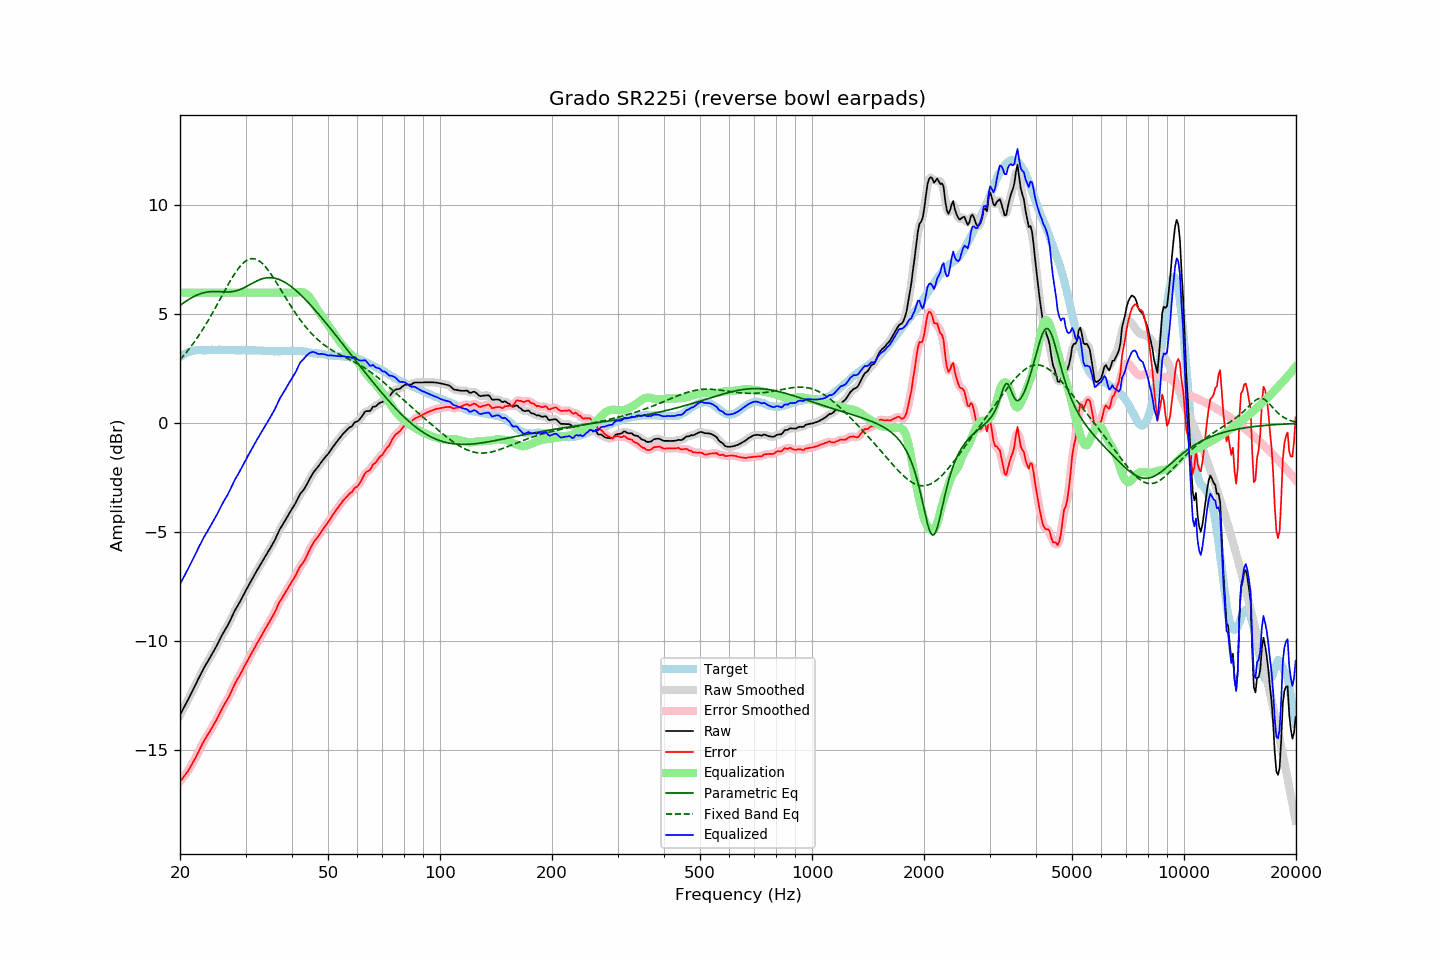 Grado SR225i (reverse bowl earpads)
Amplitude (dBr)
10
5
0
−5
−10
−15
Target
Raw Smoothed
Error Smoothed
Raw
Error
Equalization
Parametric Eq
Fixed Band Eq
Equalized
20 50 100 200 500 1000 2000 5000 10000 20000
Frequency (Hz)